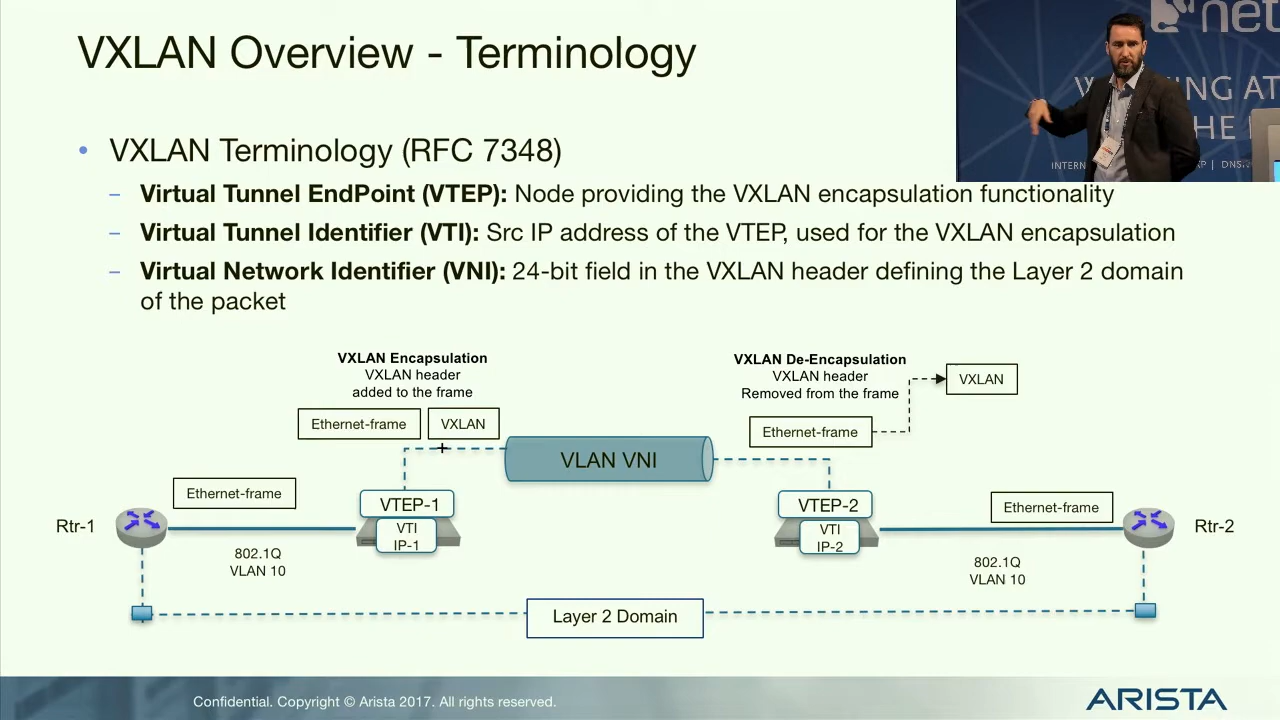 VXLAN Overview - Terminology
• VXLAN Terminology (RFC 7348)
– Virtual Tunnel EndPoint (VTEP): Node providing the VXLAN encapsulation functionality
– Virtual Tunnel Identifier (VTI): Src IP address of the VTEP, used for the VXLAN encapsulation
– Virtual Network Identifier (VNI): 24-bit field in the VXLAN header defining the Layer 2 domain
of the packet
VXLAN Encapsulation
VXLAN header
added to the frame
VXLAN De-Encapsulation
VXLAN header
Removed from the frame
VXLAN
Ethernet-frame
VXLAN
+
Ethernet-frame
VLAN VNI
Ethernet-frame
VTEP-1
VTI
IP-1
VTEP-2
VTI
IP-2
Ethernet-frame
Rtr-1
Rtr-2
802.1Q
VLAN 10
802.1Q
VLAN 10
Layer 2 Domain
Confidential. Copyright © Arista 2017. All rights reserved.
ARISTA
net
AT